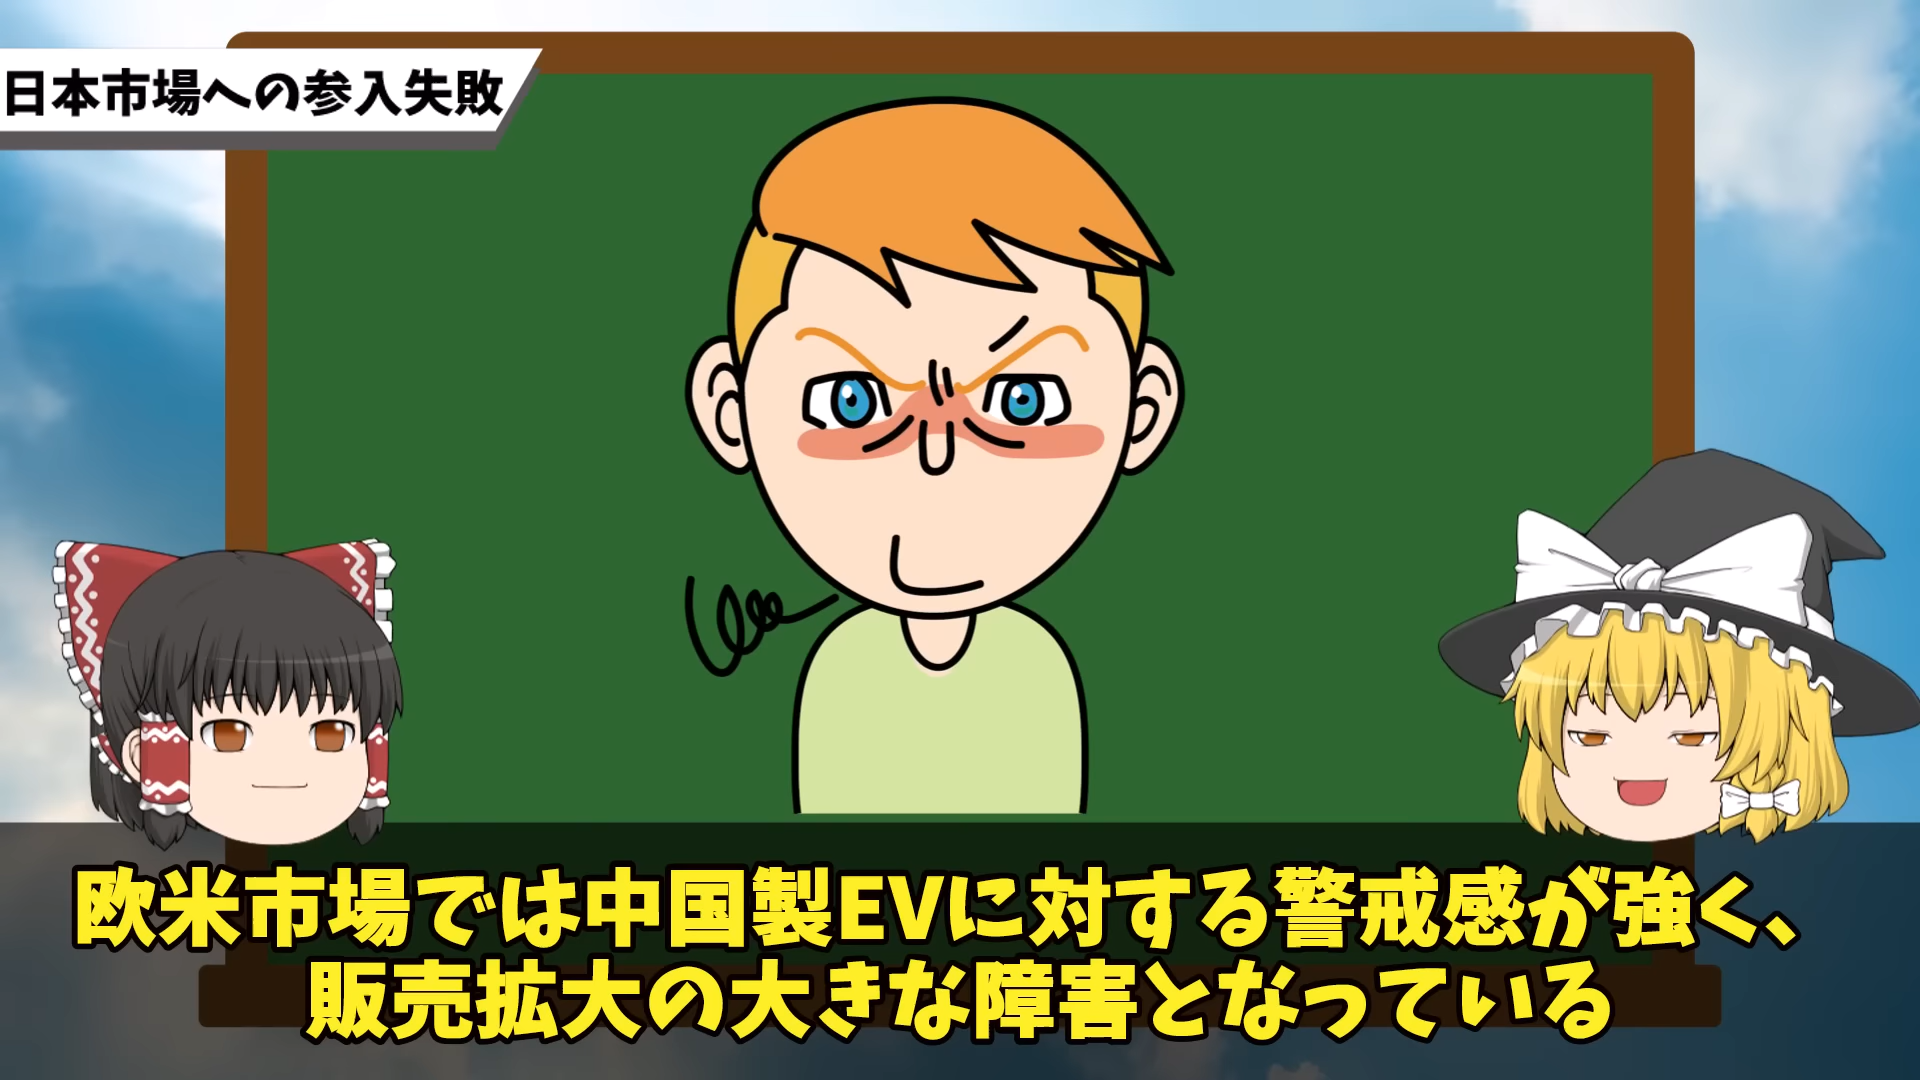 日本市場への参入失敗
欧米市場では中国製EVに対する警戒感が強く、
販売拡大の大きな障害となっている